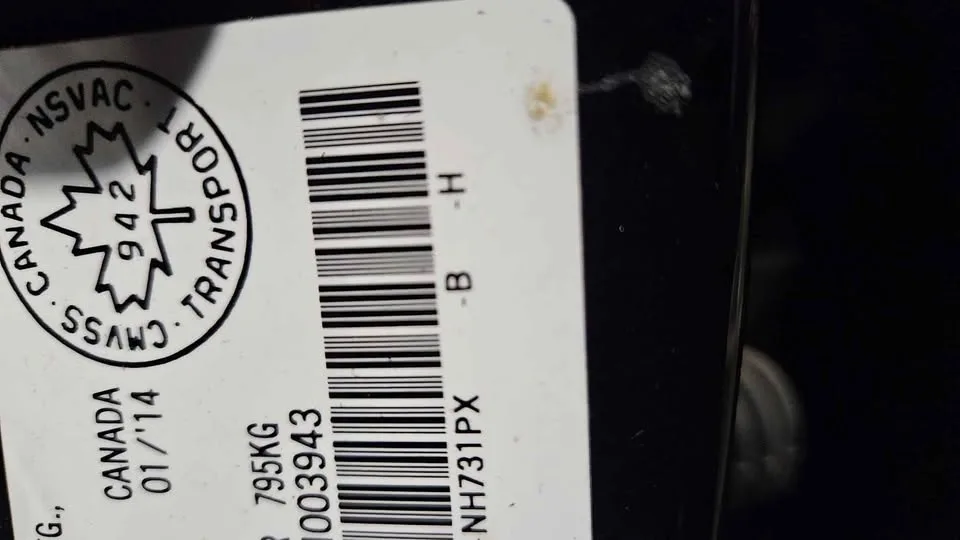 CANADA · NSVAC · TRANSPORT · CMVSS ·
942
G.,
CANADA
01/'14
795KG
003943
NH731PX -B -H